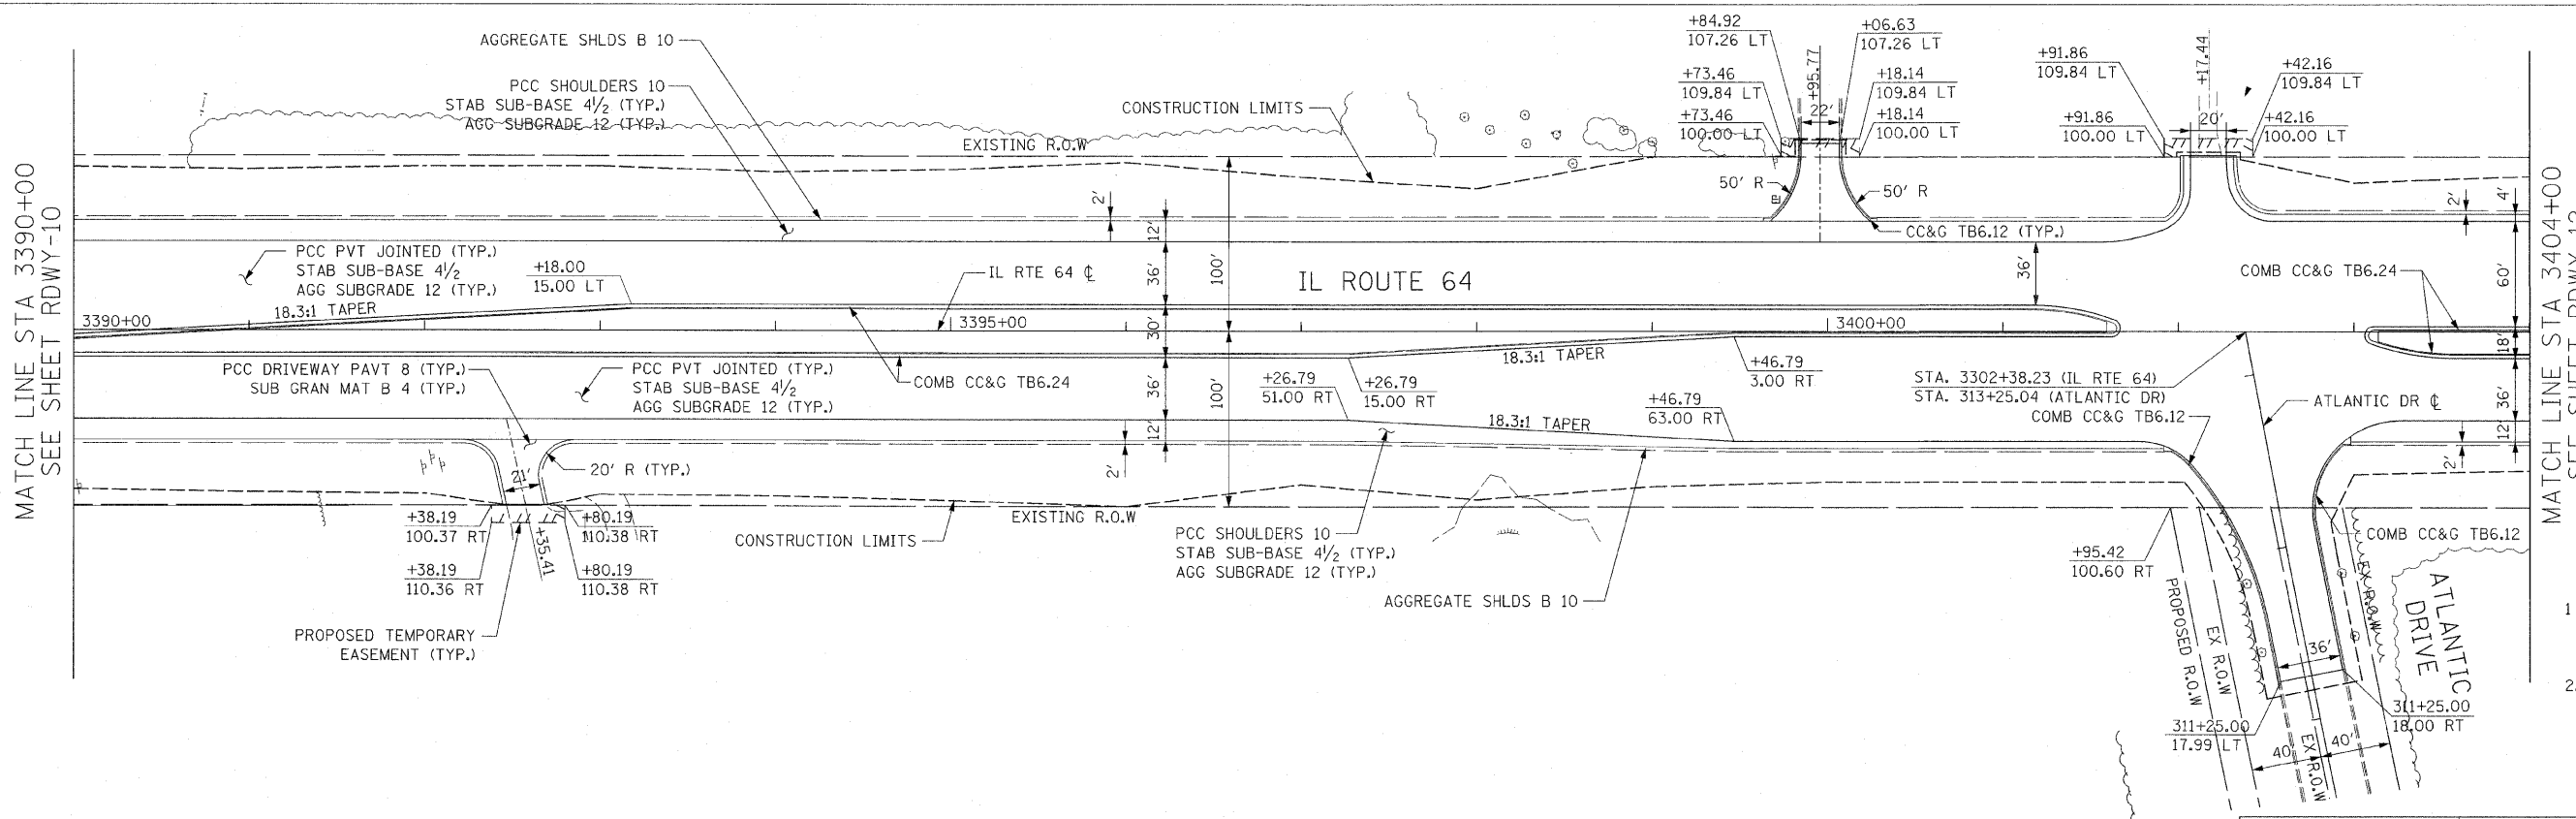 MATCH LINE STA 3390+00
SEE SHEET RDWY-10
AGGREGATE SHLDS B 10
PCC SHOULDERS 10
STAB SUB-BASE 4½ (TYP.)
AGG SUBGRADE 12 (TYP.)
CONSTRUCTION LIMITS
EXISTING R.O.W
+84.92
107.26 LT
+73.46
109.84 LT
+73.46
100.00 LT
+95.77
22'
+06.63
107.26 LT
+18.14
109.84 LT
+18.14
100.00 LT
50' R
50' R
CC&G TB6.12 (TYP.)
+91.86
109.84 LT
+91.86
100.00 LT
+17.44
20'
+42.16
109.84 LT
+42.16
100.00 LT
2'
4'
2'
12'
PCC PVT JOINTED (TYP.)
STAB SUB-BASE 4½
AGG SUBGRADE 12 (TYP.)
+18.00
15.00 LT
18.3:1 TAPER
IL RTE 64 ℄
36'
100'
IL ROUTE 64
36'
COMB CC&G TB6.24
60'
3390+00
3395+00
3400+00
30'
18'
PCC DRIVEWAY PAVT 8 (TYP.)
SUB GRAN MAT B 4 (TYP.)
PCC PVT JOINTED (TYP.)
STAB SUB-BASE 4½
AGG SUBGRADE 12 (TYP.)
COMB CC&G TB6.24
36'
100'
18.3:1 TAPER
+26.79
51.00 RT
+26.79
15.00 RT
+46.79
3.00 RT
+46.79
63.00 RT
18.3:1 TAPER
STA. 3302+38.23 (IL RTE 64)
STA. 313+25.04 (ATLANTIC DR)
COMB CC&G TB6.12
ATLANTIC DR ℄
36'
12'
2'
12'
2'
20' R (TYP.)
21'
+38.19
100.37 RT
+38.19
110.36 RT
+35.41
+80.19
110.38 RT
+80.19
110.38 RT
PROPOSED TEMPORARY
EASEMENT (TYP.)
CONSTRUCTION LIMITS
EXISTING R.O.W
PCC SHOULDERS 10
STAB SUB-BASE 4½ (TYP.)
AGG SUBGRADE 12 (TYP.)
AGGREGATE SHLDS B 10
+95.42
100.60 RT
PROPOSED R.O.W
EX R.O.W
COMB CC&G TB6.12
EX R.O.W
ATLANTIC
DRIVE
36'
311+25.00
17.99 LT
311+25.00
18.00 RT
40'
40'
EX R.O.W
MATCH LINE STA 3404+00
1
2